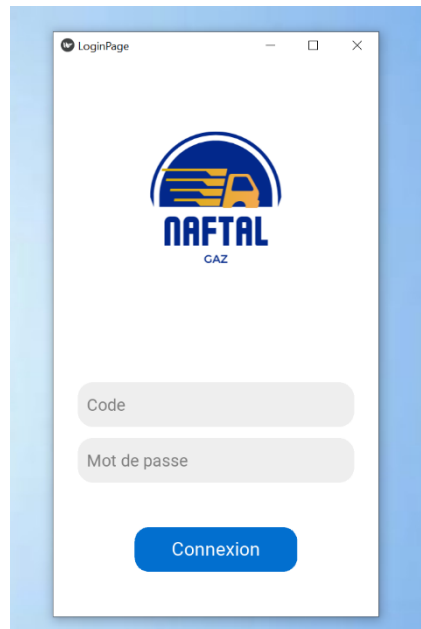 LoginPage
NAFTAL
GAZ
Code
Mot de passe
Connexion